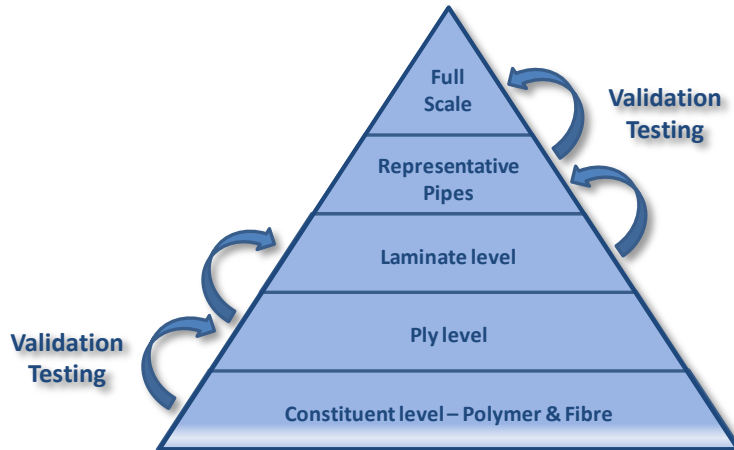 Full
Scale
Validation
Testing
Representative
Pipes
Laminate level
Ply level
Validation
Testing
Constituent level – Polymer & Fibre